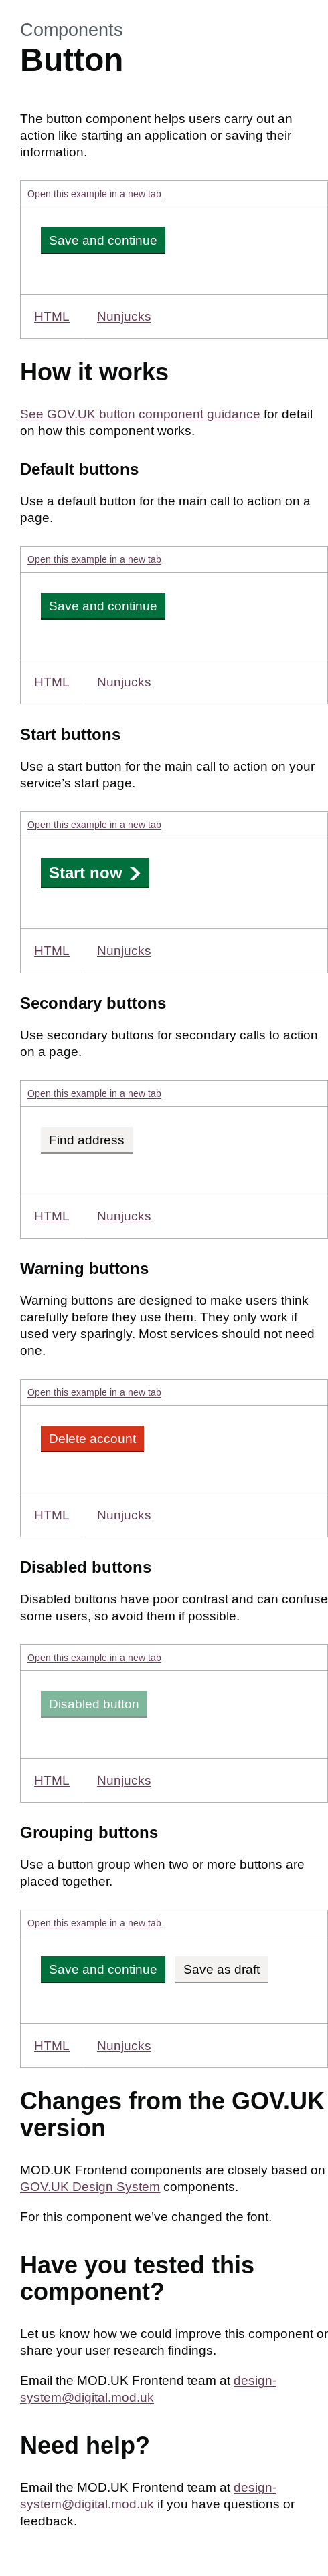 Components
Button
The button component helps users carry out an
action like starting an application or saving their
information.
Open this example in a new tab
Save and continue
HTML Nunjucks
How it works
See GOV.UK button component guidance for detail
on how this component works.
Default buttons
Use a default button for the main call to action on a
page.
Open this example in a new tab
Save and continue
HTML Nunjucks
Start buttons
Use a start button for the main call to action on your
service’s start page.
Open this example in a new tab
Start now
HTML Nunjucks
Secondary buttons
Use secondary buttons for secondary calls to action
on a page.
Open this example in a new tab
Find address
HTML Nunjucks
Warning buttons
Warning buttons are designed to make users think
carefully before they use them. They only work if
used very sparingly. Most services should not need
one.
Open this example in a new tab
Delete account
HTML Nunjucks
Disabled buttons
Disabled buttons have poor contrast and can confuse
some users, so avoid them if possible.
Open this example in a new tab
Disabled button
HTML Nunjucks
Grouping buttons
Use a button group when two or more buttons are
placed together.
Open this example in a new tab
Save and continue Save as draft
HTML Nunjucks
Changes from the GOV.UK
version
MOD.UK Frontend components are closely based on
GOV.UK Design System components.
For this component we’ve changed the font.
Have you tested this
component?
Let us know how we could improve this component or
share your user research findings.
Email the MOD.UK Frontend team at design-
system@digital.mod.uk
Need help?
Email the MOD.UK Frontend team at design-
system@digital.mod.uk if you have questions or
feedback.